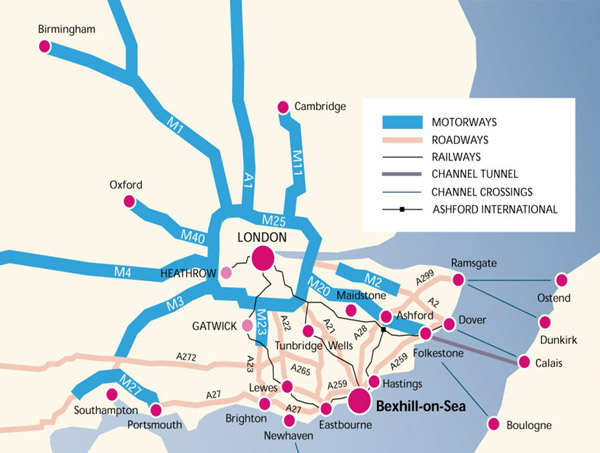 Birmingham
Cambridge
M1
A1
M11
Oxford
M25
M40
LONDON
M4
HEATHROW
M3
M20
M2
A299
Ramsgate
Maidstone
A2
Ostend
GATWICK
M23
A22
A21
A28
Ashford
Dover
Dunkirk
Tunbridge Wells
Folkestone
Calais
A272
A23
A265
A259
M27
Lewes
A259
Hastings
Southampton
A27
Bexhill-on-Sea
Portsmouth
Brighton
A27
Eastbourne
Newhaven
Boulogne
MOTORWAYS
ROADWAYS
RAILWAYS
CHANNEL TUNNEL
CHANNEL CROSSINGS
ASHFORD INTERNATIONAL